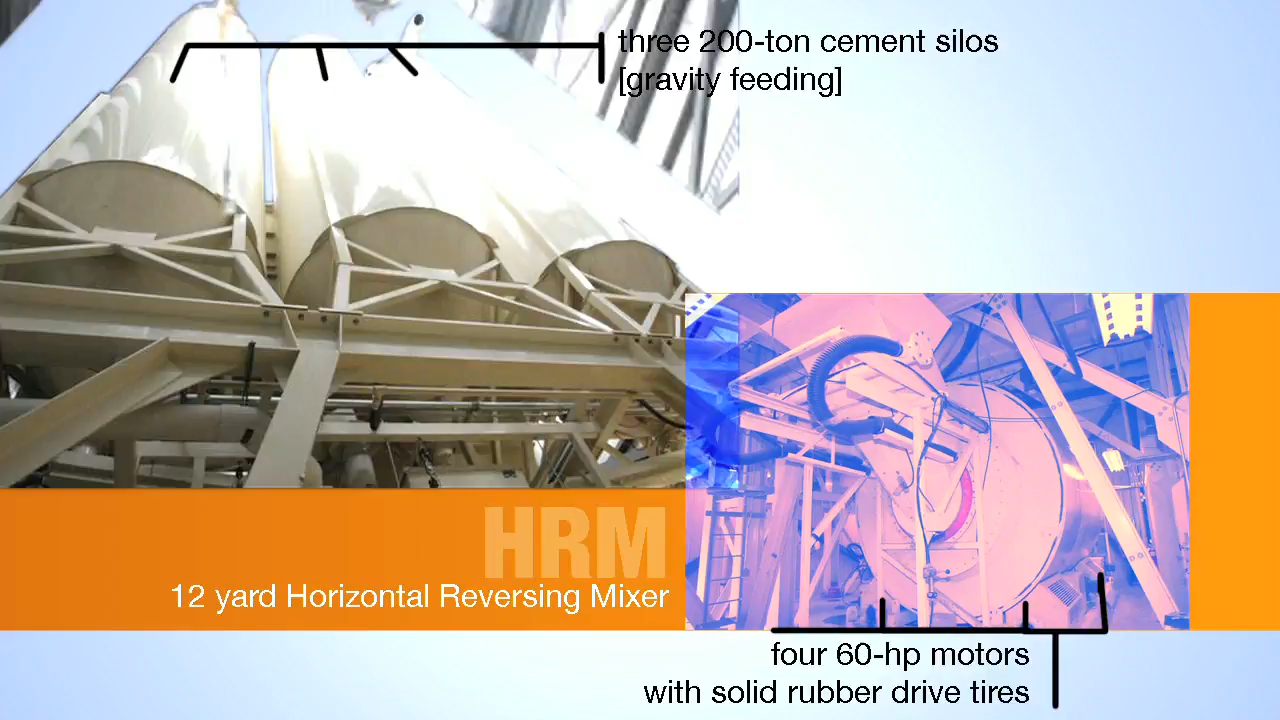 three 200-ton cement silos
[gravity feeding]
HRM
12 yard Horizontal Reversing Mixer
four 60-hp motors
with solid rubber drive tires